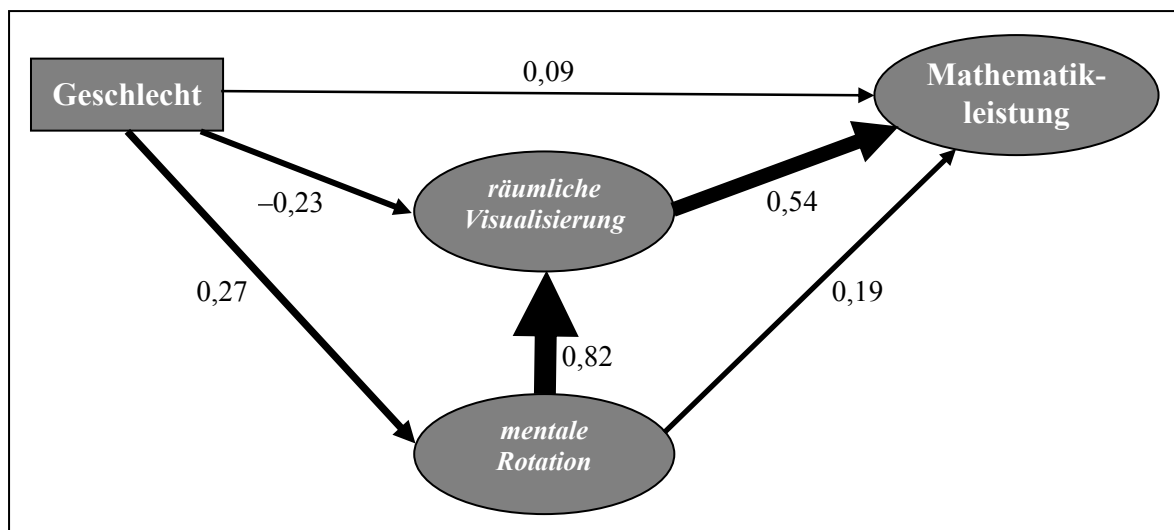 Geschlecht
0,09
Mathematik-
leistung
–0,23
räumliche
Visualisierung
0,54
0,27
0,19
0,82
mentale
Rotation